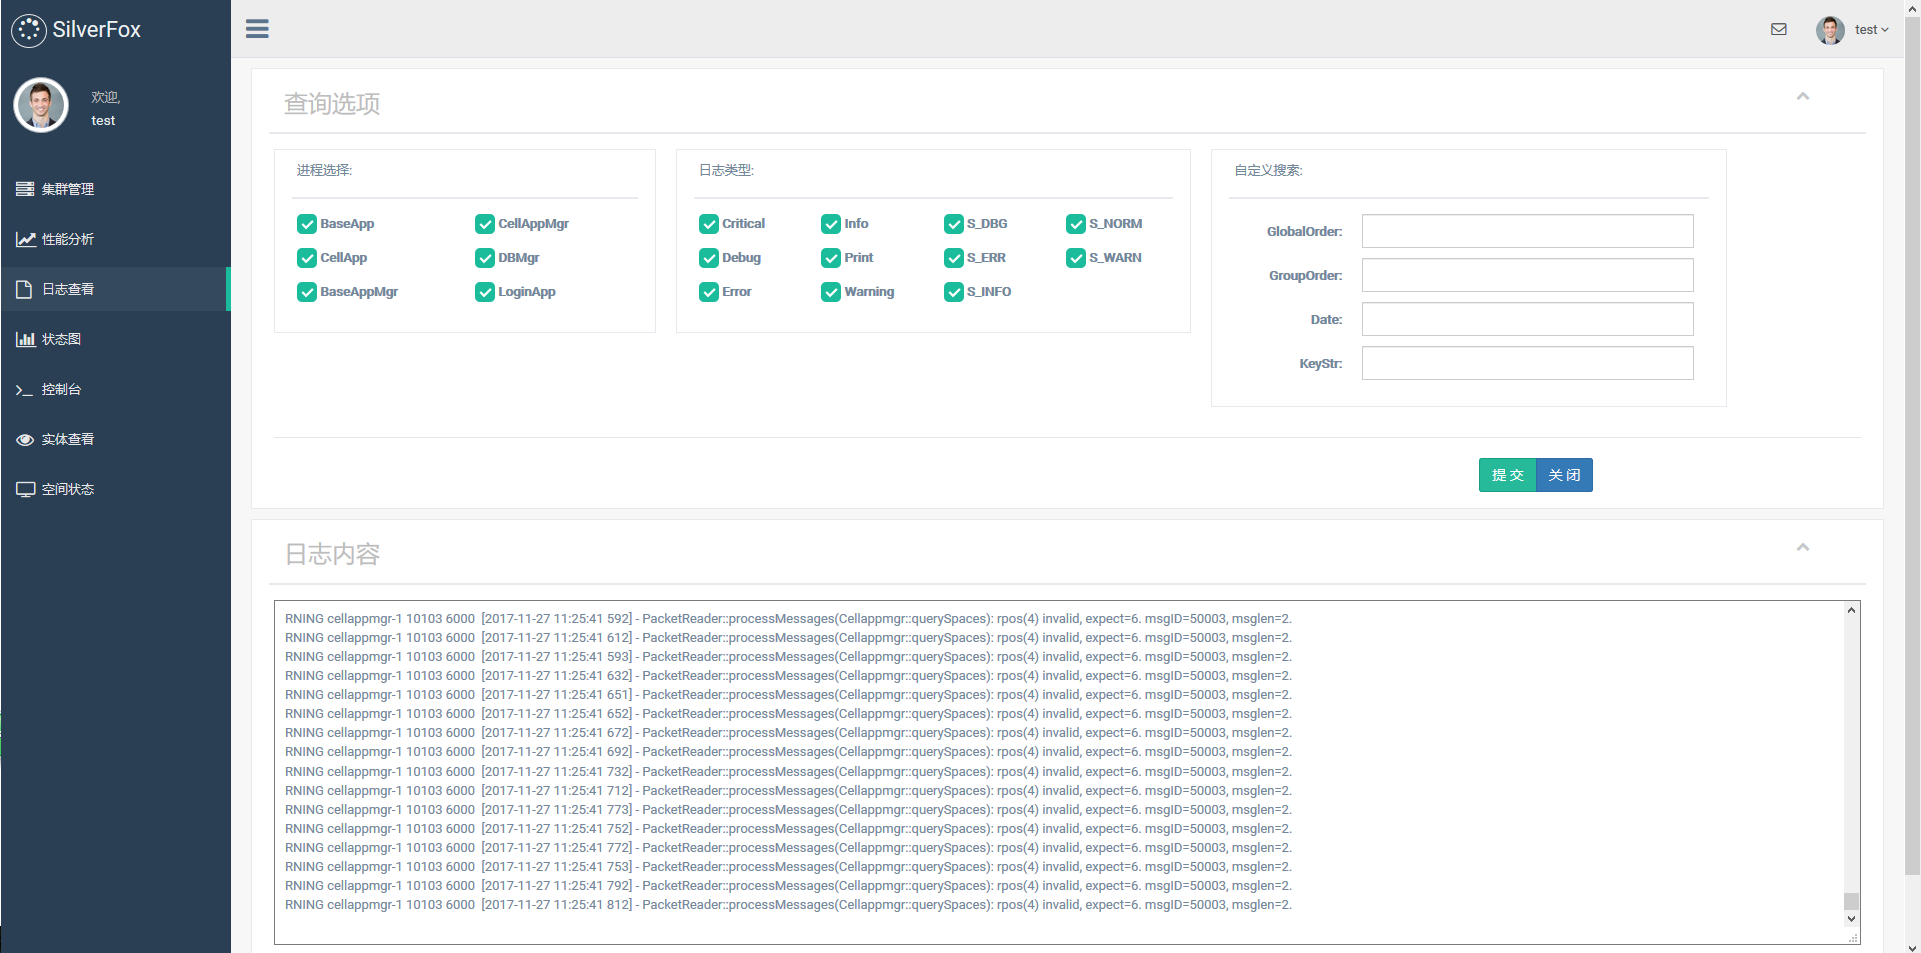 SilverFox
test
欢迎,
test
集群管理
性能分析
日志查看
状态图
控制台
实体查看
空间状态
查询选项
进程选择:
BaseApp CellAppMgr
CellApp DBMgr
BaseAppMgr LoginApp
日志类型:
Critical Info S_DBG S_NORM
Debug Print S_ERR S_WARN
Error Warning S_INFO
自定义搜索:
GlobalOrder:
GroupOrder:
Date:
KeyStr:
提交 关闭
日志内容
RNING cellappmgr-1 10103 6000 [2017-11-27 11:25:41 592] - PacketReader::processMessages(Cellappmgr::querySpaces): rpos(4) invalid, expect=6. msgID=50003, msglen=2.
RNING cellappmgr-1 10103 6000 [2017-11-27 11:25:41 612] - PacketReader::processMessages(Cellappmgr::querySpaces): rpos(4) invalid, expect=6. msgID=50003, msglen=2.
RNING cellappmgr-1 10103 6000 [2017-11-27 11:25:41 593] - PacketReader::processMessages(Cellappmgr::querySpaces): rpos(4) invalid, expect=6. msgID=50003, msglen=2.
RNING cellappmgr-1 10103 6000 [2017-11-27 11:25:41 632] - PacketReader::processMessages(Cellappmgr::querySpaces): rpos(4) invalid, expect=6. msgID=50003, msglen=2.
RNING cellappmgr-1 10103 6000 [2017-11-27 11:25:41 651] - PacketReader::processMessages(Cellappmgr::querySpaces): rpos(4) invalid, expect=6. msgID=50003, msglen=2.
RNING cellappmgr-1 10103 6000 [2017-11-27 11:25:41 652] - PacketReader::processMessages(Cellappmgr::querySpaces): rpos(4) invalid, expect=6. msgID=50003, msglen=2.
RNING cellappmgr-1 10103 6000 [2017-11-27 11:25:41 672] - PacketReader::processMessages(Cellappmgr::querySpaces): rpos(4) invalid, expect=6. msgID=50003, msglen=2.
RNING cellappmgr-1 10103 6000 [2017-11-27 11:25:41 692] - PacketReader::processMessages(Cellappmgr::querySpaces): rpos(4) invalid, expect=6. msgID=50003, msglen=2.
RNING cellappmgr-1 10103 6000 [2017-11-27 11:25:41 732] - PacketReader::processMessages(Cellappmgr::querySpaces): rpos(4) invalid, expect=6. msgID=50003, msglen=2.
RNING cellappmgr-1 10103 6000 [2017-11-27 11:25:41 712] - PacketReader::processMessages(Cellappmgr::querySpaces): rpos(4) invalid, expect=6. msgID=50003, msglen=2.
RNING cellappmgr-1 10103 6000 [2017-11-27 11:25:41 773] - PacketReader::processMessages(Cellappmgr::querySpaces): rpos(4) invalid, expect=6. msgID=50003, msglen=2.
RNING cellappmgr-1 10103 6000 [2017-11-27 11:25:41 752] - PacketReader::processMessages(Cellappmgr::querySpaces): rpos(4) invalid, expect=6. msgID=50003, msglen=2.
RNING cellappmgr-1 10103 6000 [2017-11-27 11:25:41 772] - PacketReader::processMessages(Cellappmgr::querySpaces): rpos(4) invalid, expect=6. msgID=50003, msglen=2.
RNING cellappmgr-1 10103 6000 [2017-11-27 11:25:41 753] - PacketReader::processMessages(Cellappmgr::querySpaces): rpos(4) invalid, expect=6. msgID=50003, msglen=2.
RNING cellappmgr-1 10103 6000 [2017-11-27 11:25:41 792] - PacketReader::processMessages(Cellappmgr::querySpaces): rpos(4) invalid, expect=6. msgID=50003, msglen=2.
RNING cellappmgr-1 10103 6000 [2017-11-27 11:25:41 812] - PacketReader::processMessages(Cellappmgr::querySpaces): rpos(4) invalid, expect=6. msgID=50003, msglen=2.